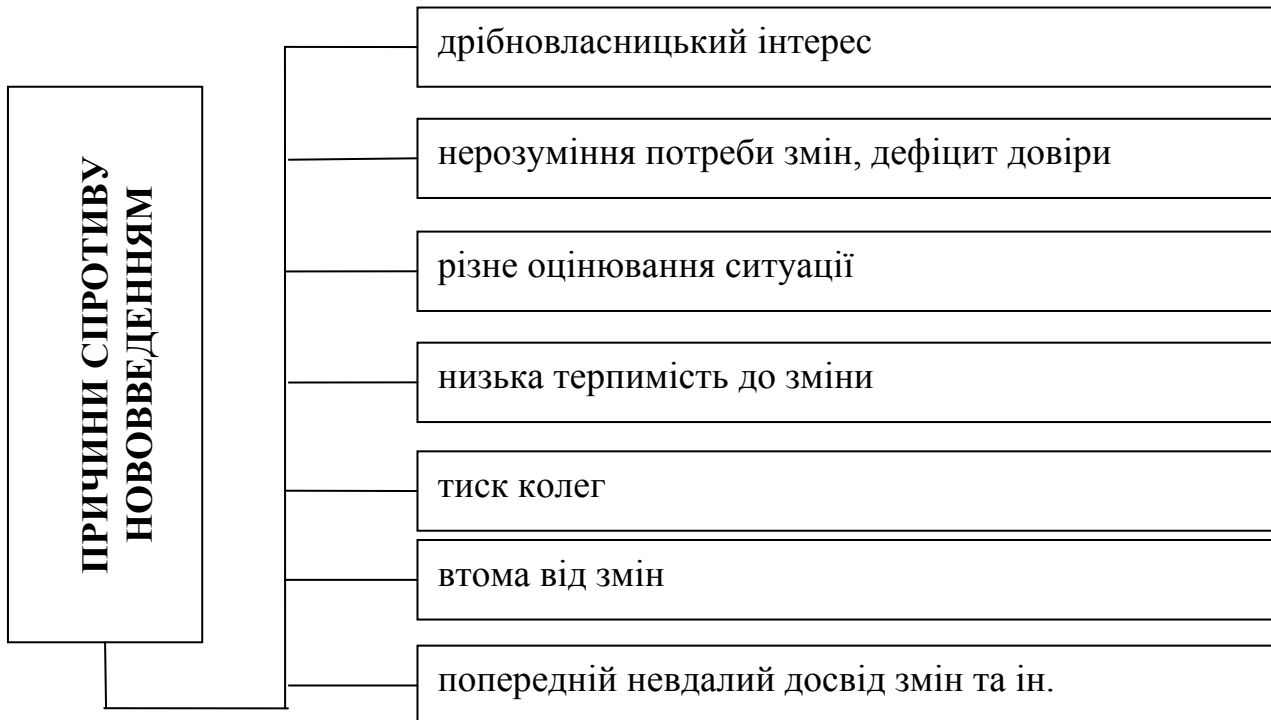 ПРИЧИНИ СПРОТИВУ
НОВОВВЕДЕННЯМ
дрібновласницький інтерес
нерозуміння потреби змін, дефіцит довіри
різне оцінювання ситуації
низька терпимість до зміни
тиск колег
втома від змін
попередній невдалий досвід змін та ін.